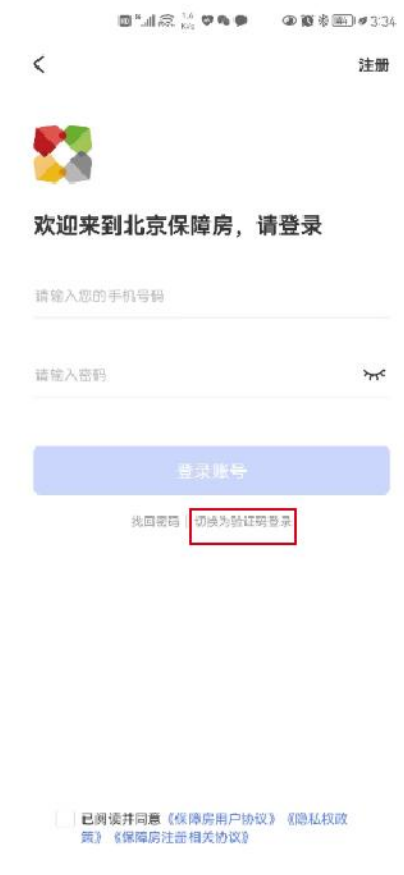 3:34
注册
欢迎来到北京保障房，请登录
请输入您的手机号码
请输入密码
登录账号
找回密码 | 切换为验证码登录
已阅读并同意《保障房用户协议》《隐私权政
策》《保障房注册相关协议》